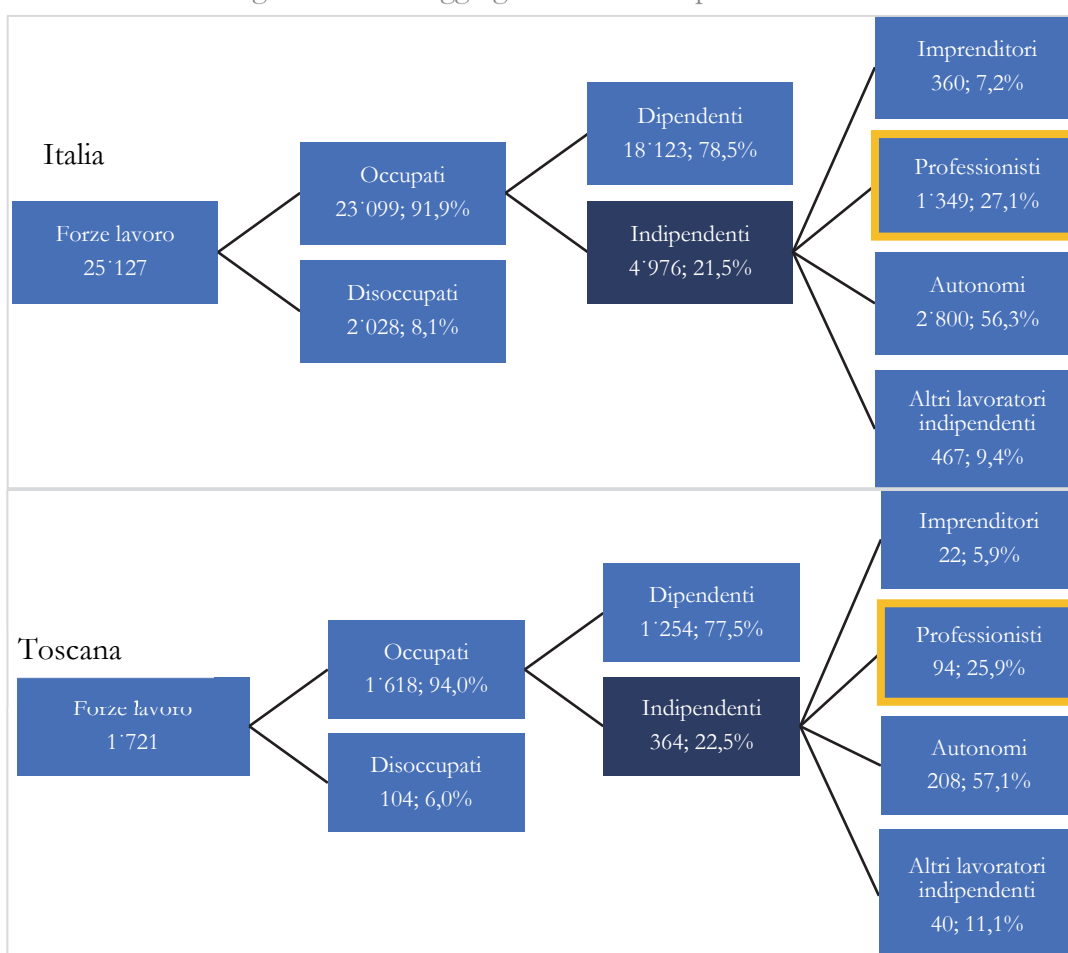 Italia
Forze lavoro
25˙127
Occupati
23˙099; 91,9%
Disoccupati
2˙028; 8,1%
Dipendenti
18˙123; 78,5%
Indipendenti
4˙976; 21,5%
Imprenditori
360; 7,2%
Professionisti
1˙349; 27,1%
Autonomi
2˙800; 56,3%
Altri lavoratori
indipendenti
467; 9,4%
Toscana
Forze lavoro
1˙721
Occupati
1˙618; 94,0%
Disoccupati
104; 6,0%
Dipendenti
1˙254; 77,5%
Indipendenti
364; 22,5%
Imprenditori
22; 5,9%
Professionisti
94; 25,9%
Autonomi
208; 57,1%
Altri lavoratori
indipendenti
40; 11,1%